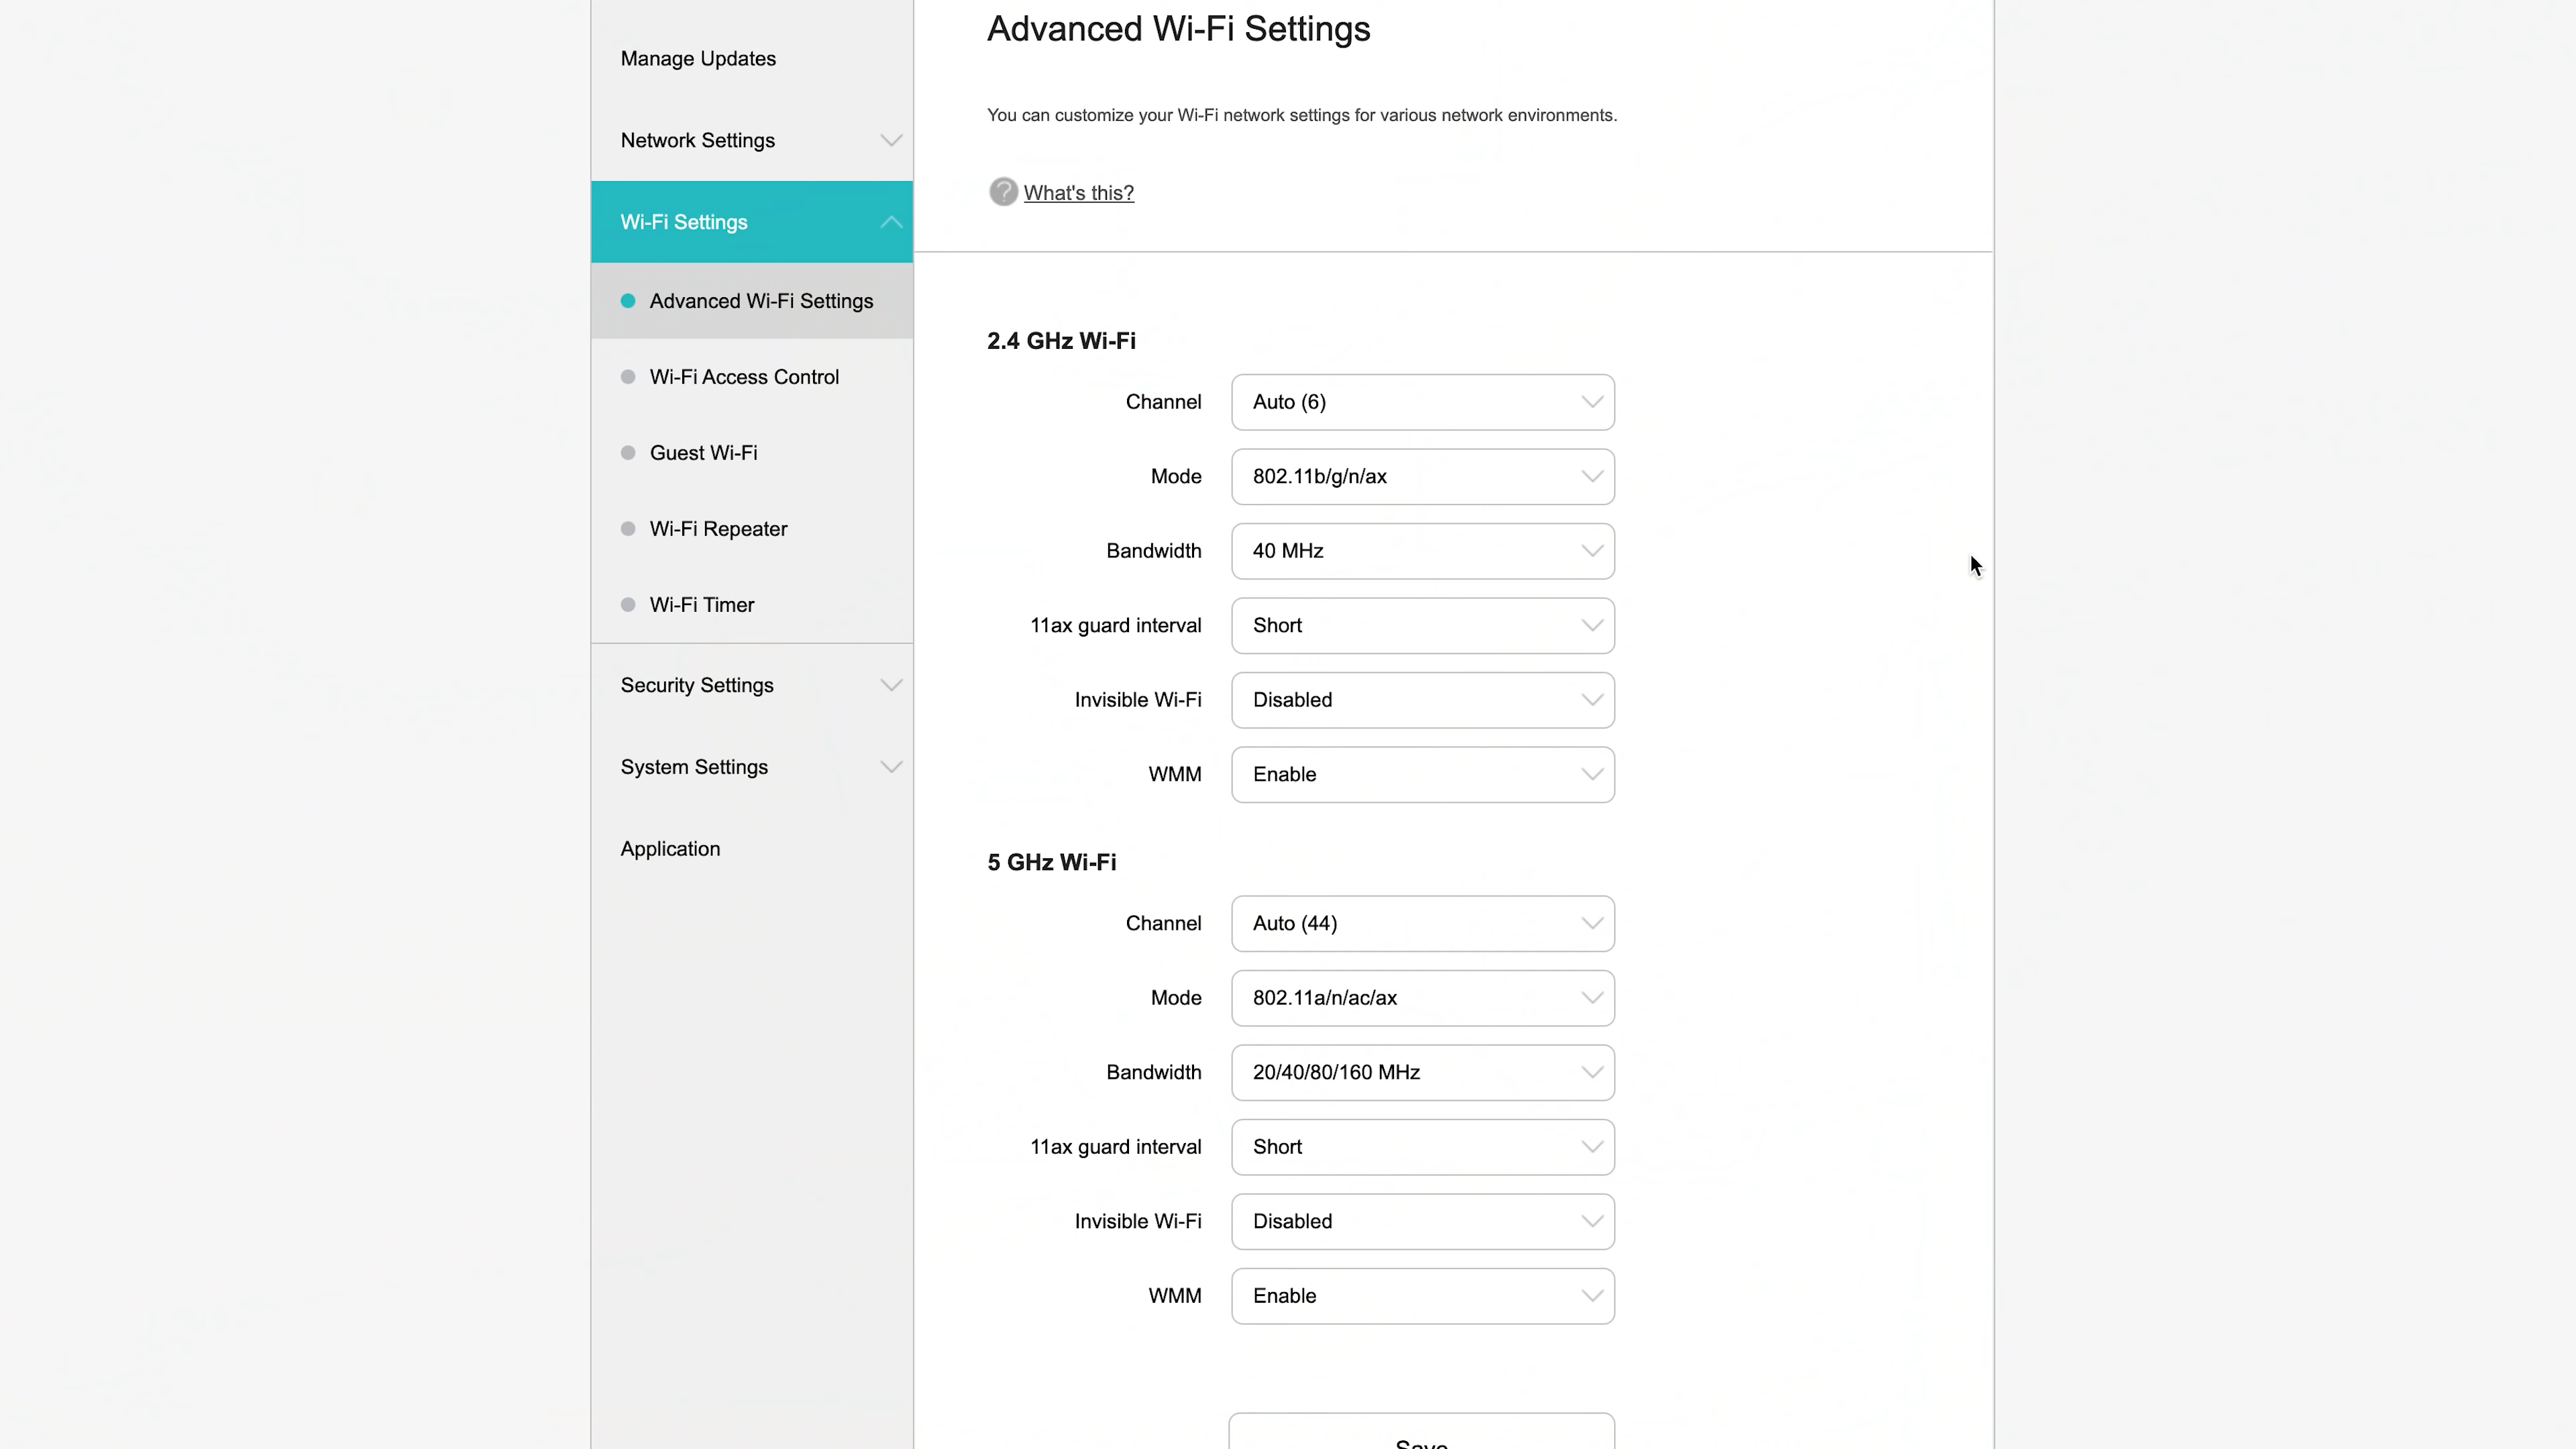 Manage Updates
Network Settings
Wi-Fi Settings
Advanced Wi-Fi Settings
Wi-Fi Access Control
Guest Wi-Fi
Wi-Fi Repeater
Wi-Fi Timer
Security Settings
System Settings
Application
Advanced Wi-Fi Settings
You can customize your Wi-Fi network settings for various network environments.
? What's this?
2.4 GHz Wi-Fi
Channel Auto (6)
Mode 802.11b/g/n/ax
Bandwidth 40 MHz
11ax guard interval Short
Invisible Wi-Fi Disabled
WMM Enable
5 GHz Wi-Fi
Channel Auto (44)
Mode 802.11a/n/ac/ax
Bandwidth 20/40/80/160 MHz
11ax guard interval Short
Invisible Wi-Fi Disabled
WMM Enable
Save